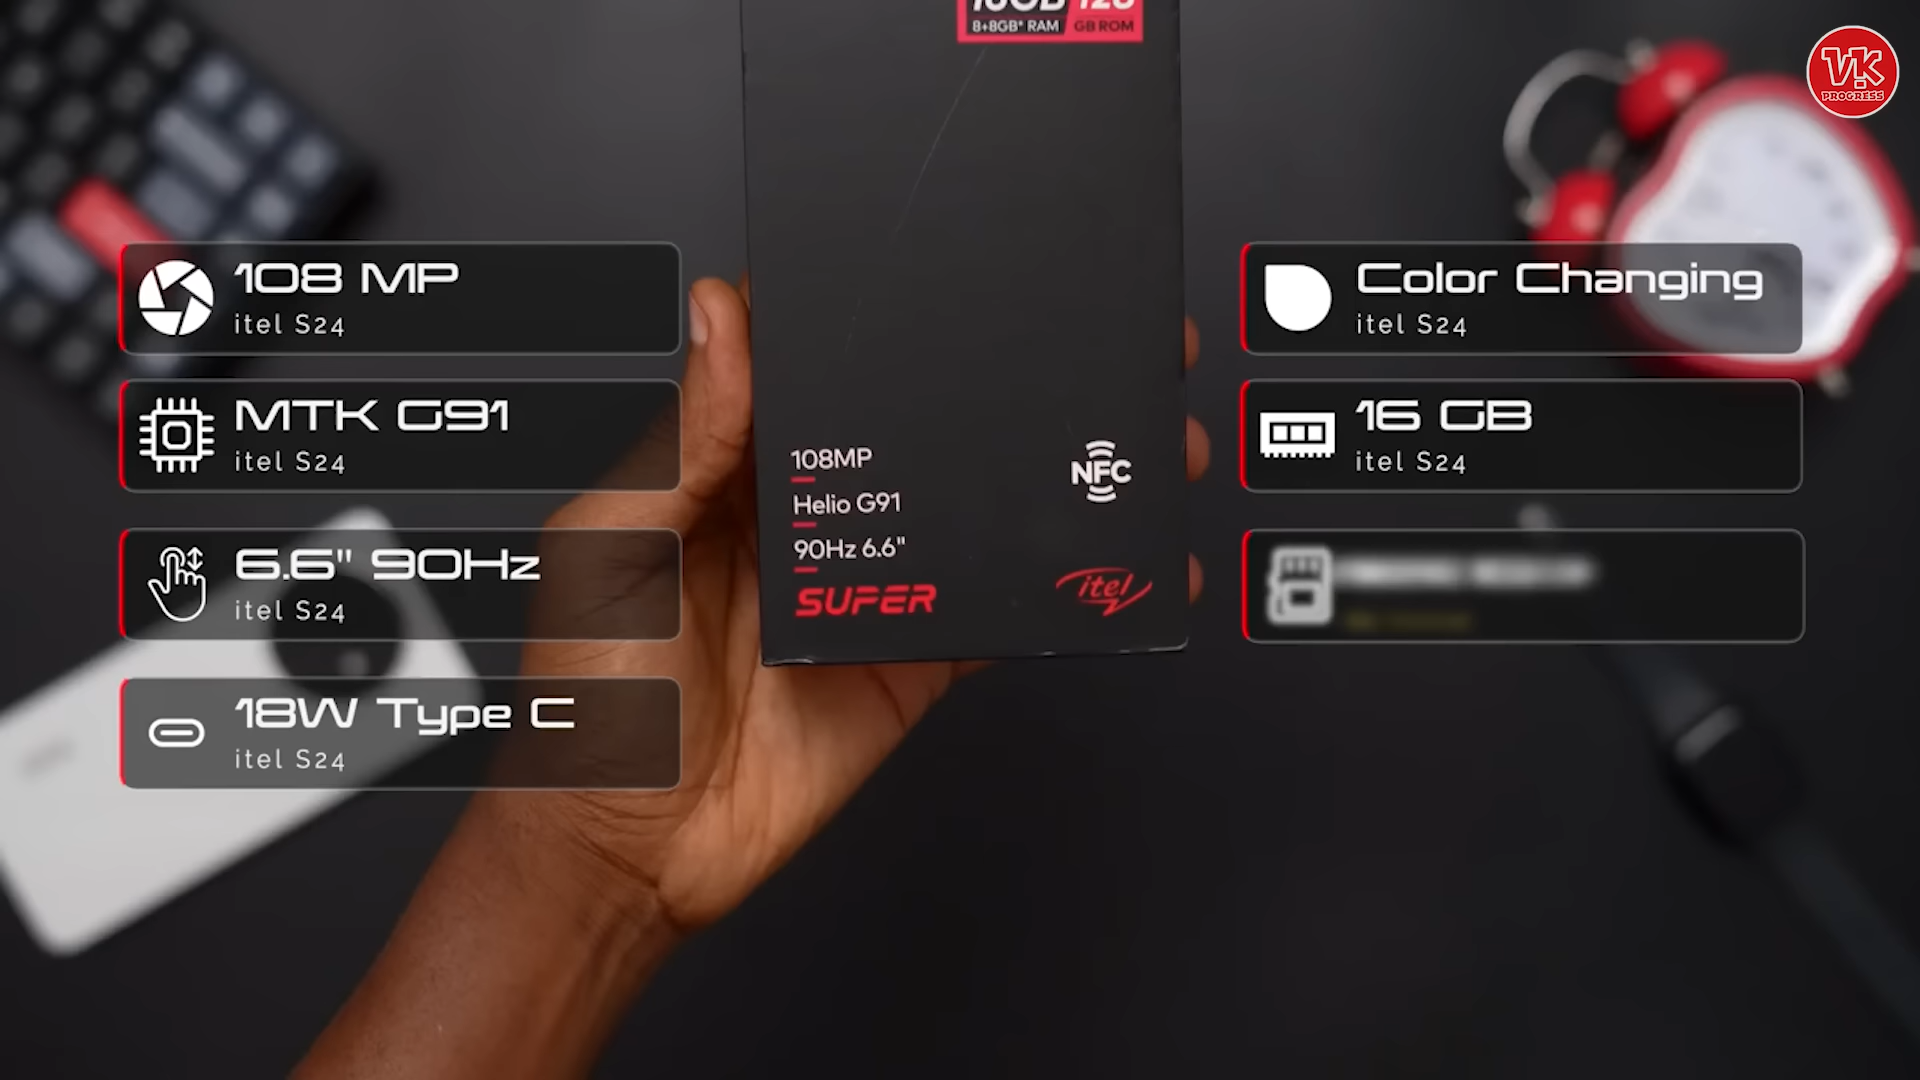 16GB 128
8+8GB* RAM GB ROM
VK
PROGRESS
108 MP
itel S24
MTK G91
itel S24
6.6" 90Hz
itel S24
18W Type C
itel S24
108MP
Helio G91
90Hz 6.6"
SUPER
NFC
itel
Color Changing
itel S24
16 GB
itel S24